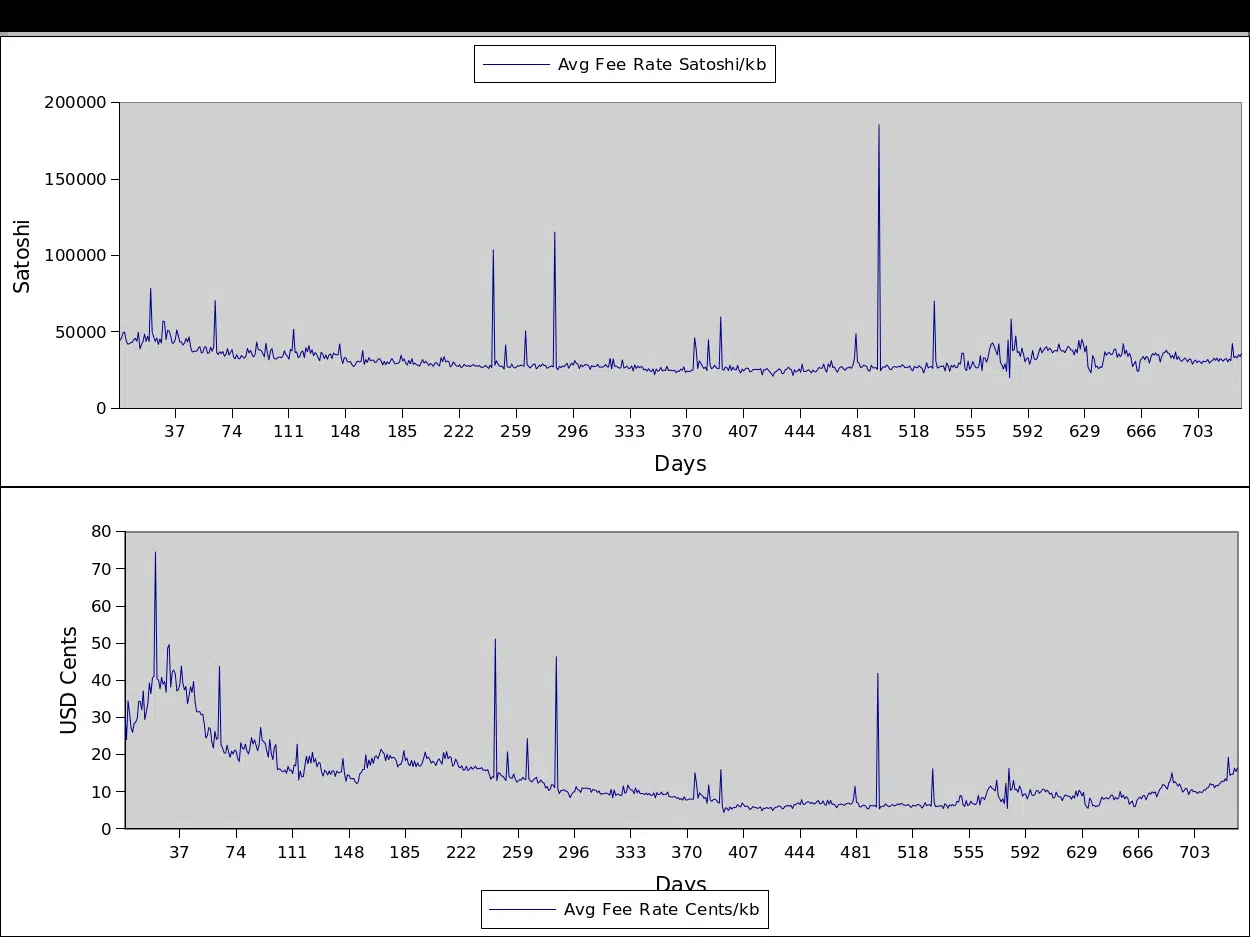 Avg Fee Rate Satoshi/kb
200000
150000
100000
50000
0
Satoshi
37 74 111 148 185 222 259 296 333 370 407 444 481 518 555 592 629 666 703
Days
80
70
60
50
40
30
20
10
0
USD Cents
37 74 111 148 185 222 259 296 333 370 407 444 481 518 555 592 629 666 703
Days
Avg Fee Rate Cents/kb